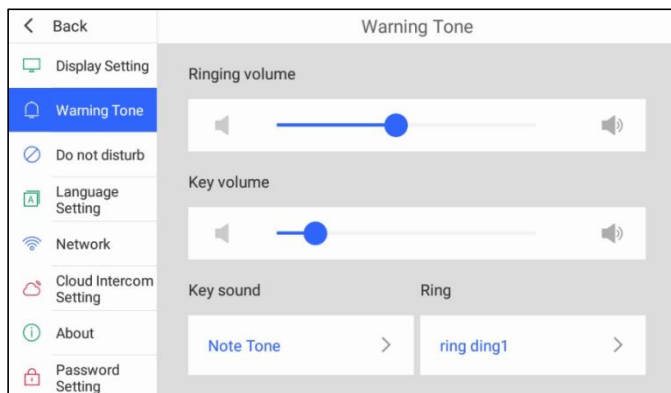 Back
Warning Tone
Display Setting
Warning Tone
Do not disturb
Language
Setting
Network
Cloud Intercom
Setting
About
Password
Setting
Ringing volume
Key volume
Key sound
Ring
Note Tone
ring ding1